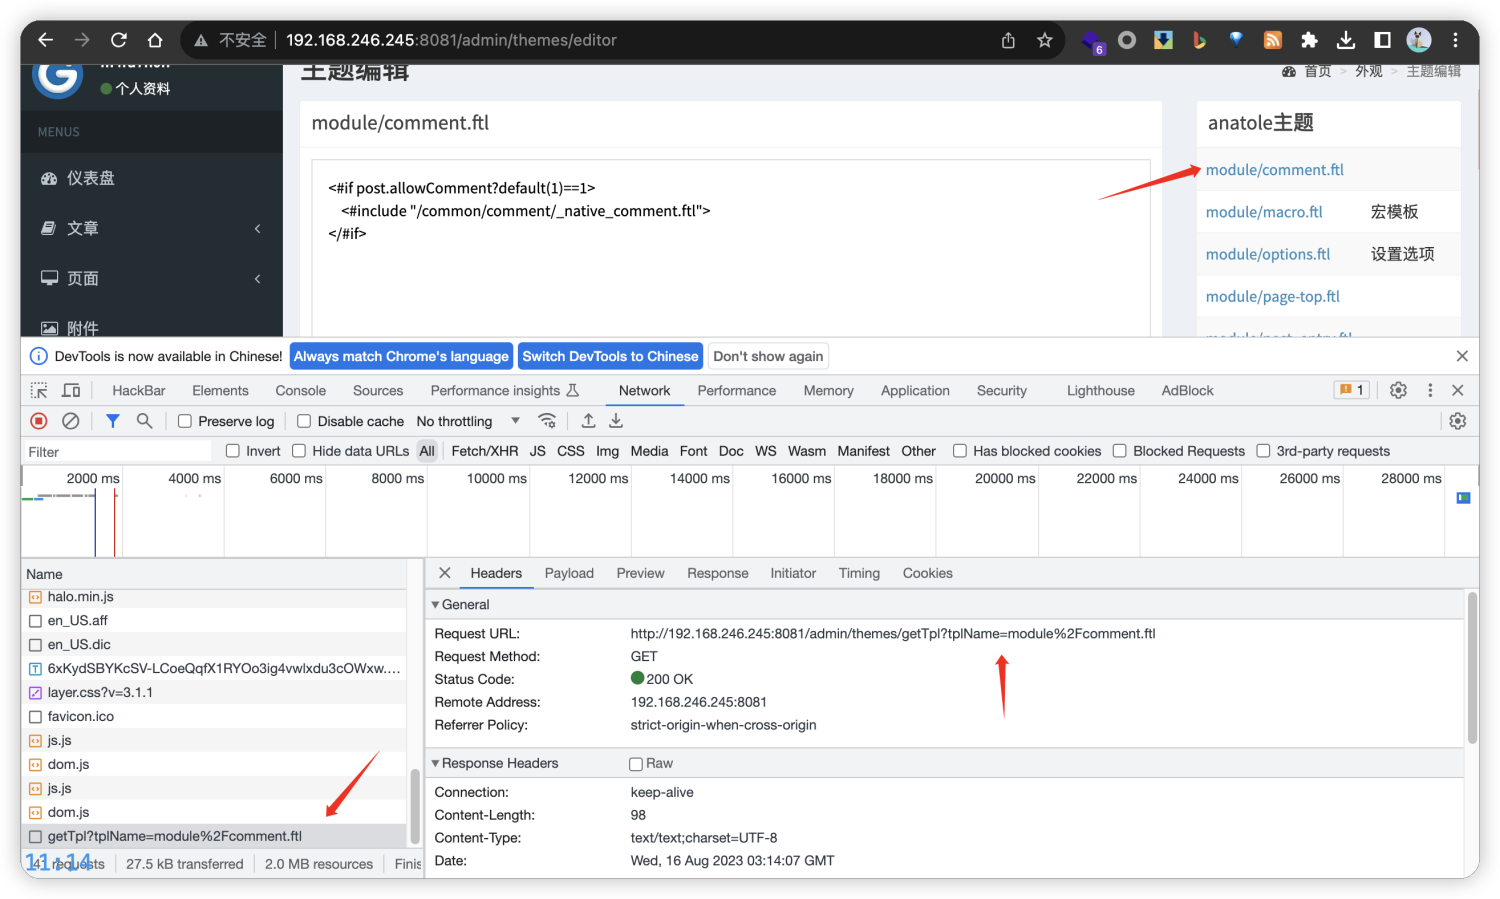 不安全 192.168.246.245:8081/admin/themes/editor
6
个人资料
MENUS
仪表盘
文章
页面
附件
主题编辑
首页 > 外观 > 主题编辑
module/comment.ftl
<#if post.allowComment?default(1)==1>
<#include "/common/comment/_native_comment.ftl">
</#if>
anatole主题
module/comment.ftl
module/macro.ftl 宏模板
module/options.ftl 设置选项
module/page-top.ftl
DevTools is now available in Chinese! Always match Chrome's language Switch DevTools to Chinese Don't show again
HackBar Elements Console Sources Performance insights Network Performance Memory Application Security Lighthouse AdBlock 1
Preserve log Disable cache No throttling
Filter Invert Hide data URLs All Fetch/XHR JS CSS Img Media Font Doc WS Wasm Manifest Other Has blocked cookies Blocked Requests 3rd-party requests
2000 ms 4000 ms 6000 ms 8000 ms 10000 ms 12000 ms 14000 ms 16000 ms 18000 ms 20000 ms 22000 ms 24000 ms 26000 ms 28000 ms
Name
halo.min.js
en_US.aff
en_US.dic
6xKydSBYKcSV-LCoeQqfX1RYOo3ig4vwlxdu3cOWxw....
layer.css?v=3.1.1
favicon.ico
js.js
dom.js
js.js
dom.js
getTpl?tplName=module%2Fcomment.ftl
requests 27.5 kB transferred 2.0 MB resources Finis
11:14
Headers Payload Preview Response Initiator Timing Cookies
General
Request URL: http://192.168.246.245:8081/admin/themes/getTpl?tplName=module%2Fcomment.ftl
Request Method: GET
Status Code: 200 OK
Remote Address: 192.168.246.245:8081
Referrer Policy: strict-origin-when-cross-origin
Response Headers Raw
Connection: keep-alive
Content-Length: 98
Content-Type: text/text;charset=UTF-8
Date: Wed, 16 Aug 2023 03:14:07 GMT